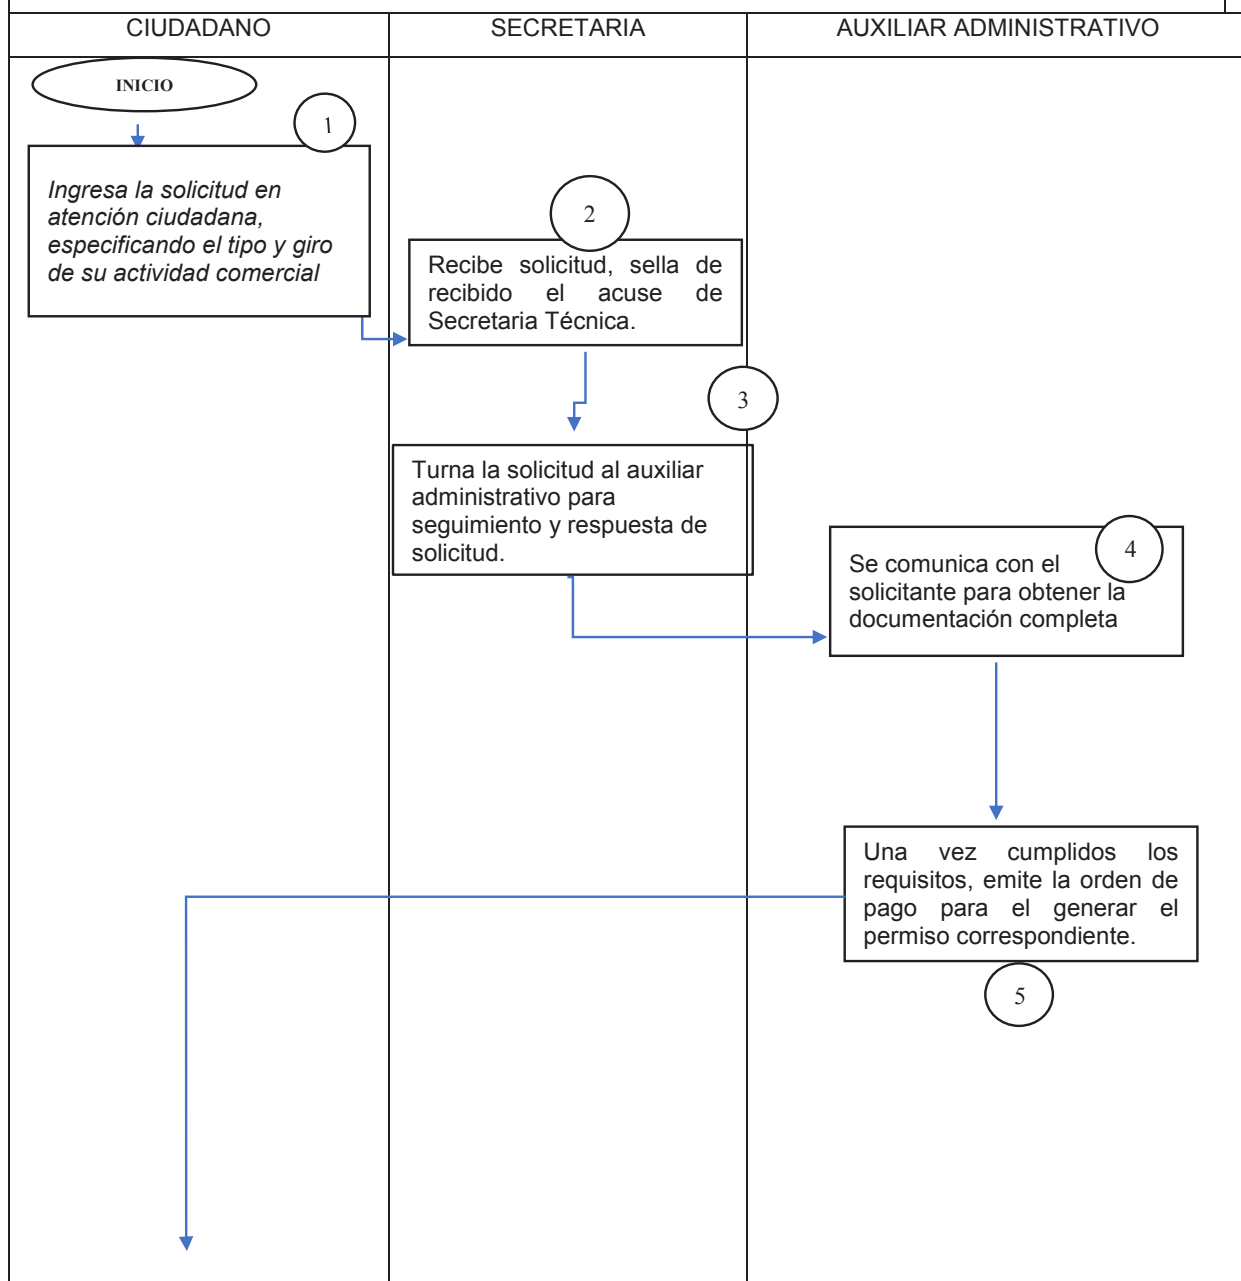 CIUDADANO
SECRETARIA
AUXILIAR ADMINISTRATIVO
INICIO
1
Ingresa la solicitud en
atención ciudadana,
especificando el tipo y giro
de su actividad comercial
2
Recibe solicitud, sella de
recibido el acuse de
Secretaria Técnica.
3
Turna la solicitud al auxiliar
administrativo para
seguimiento y respuesta de
solicitud.
4
Se comunica con el
solicitante para obtener la
documentación completa
Una vez cumplidos los
requisitos, emite la orden de
pago para el generar el
permiso correspondiente.
5